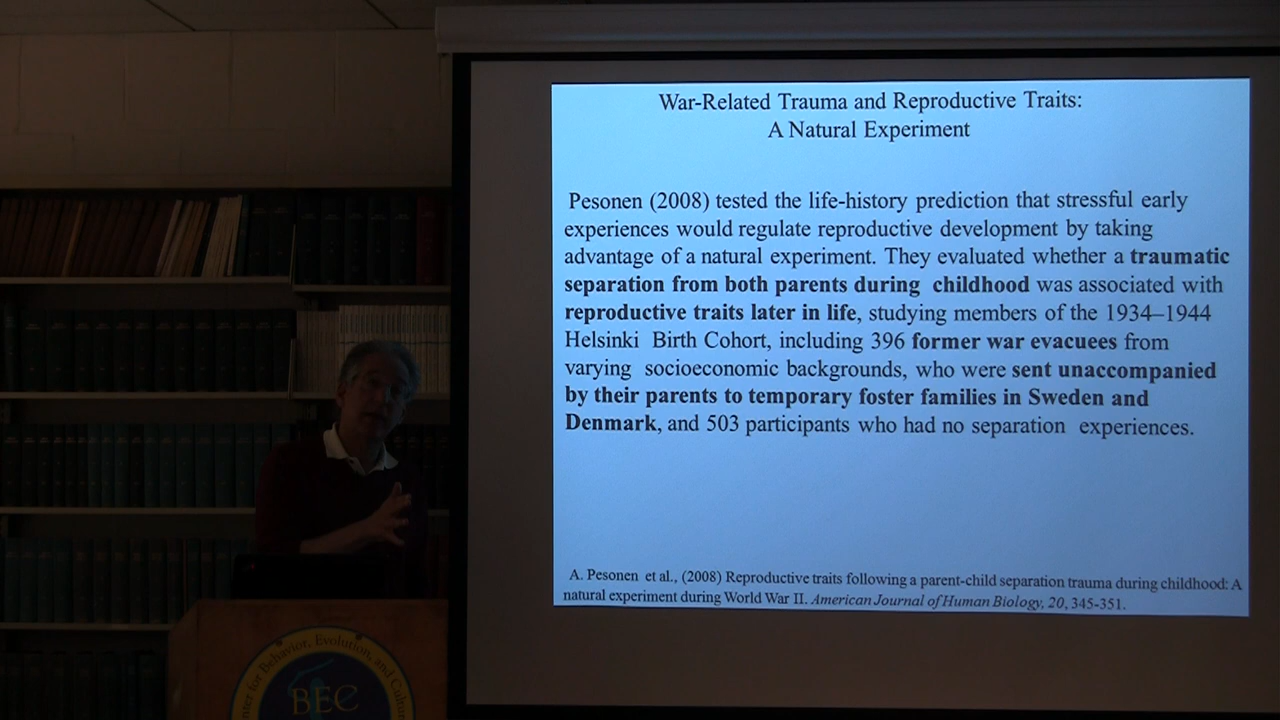 War-Related Trauma and Reproductive Traits:
A Natural Experiment
Pesonen (2008) tested the life-history prediction that stressful early
experiences would regulate reproductive development by taking
advantage of a natural experiment. They evaluated whether a traumatic
separation from both parents during childhood was associated with
reproductive traits later in life, studying members of the 1934–1944
Helsinki Birth Cohort, including 396 former war evacuees from
varying socioeconomic backgrounds, who were sent unaccompanied
by their parents to temporary foster families in Sweden and
Denmark, and 503 participants who had no separation experiences.
A. Pesonen et al., (2008) Reproductive traits following a parent-child separation trauma during childhood: A
natural experiment during World War II. American Journal of Human Biology, 20, 345-351.
for Behavior, Evolution, and
BEC